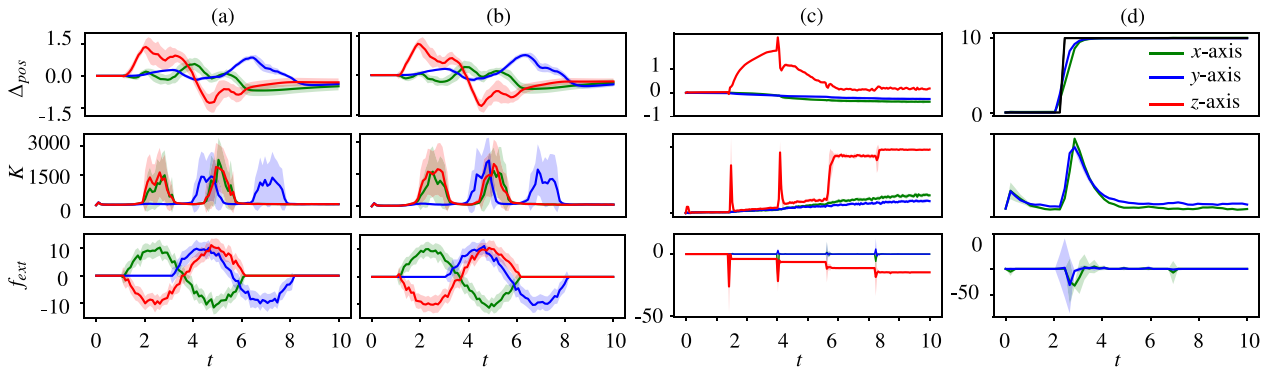 (a) (b) (c) (d)
Δpos 1.5 0.0 -1.5
1 0 -1
10 0
x-axis
y-axis
z-axis
K 3000 1500 0
fext 10 0 -10
0 -50
0 -50
0 2 4 6 8 10 0 2 4 6 8 10 0 2 4 6 8 10 0 2 4 6 8 10
t t t t